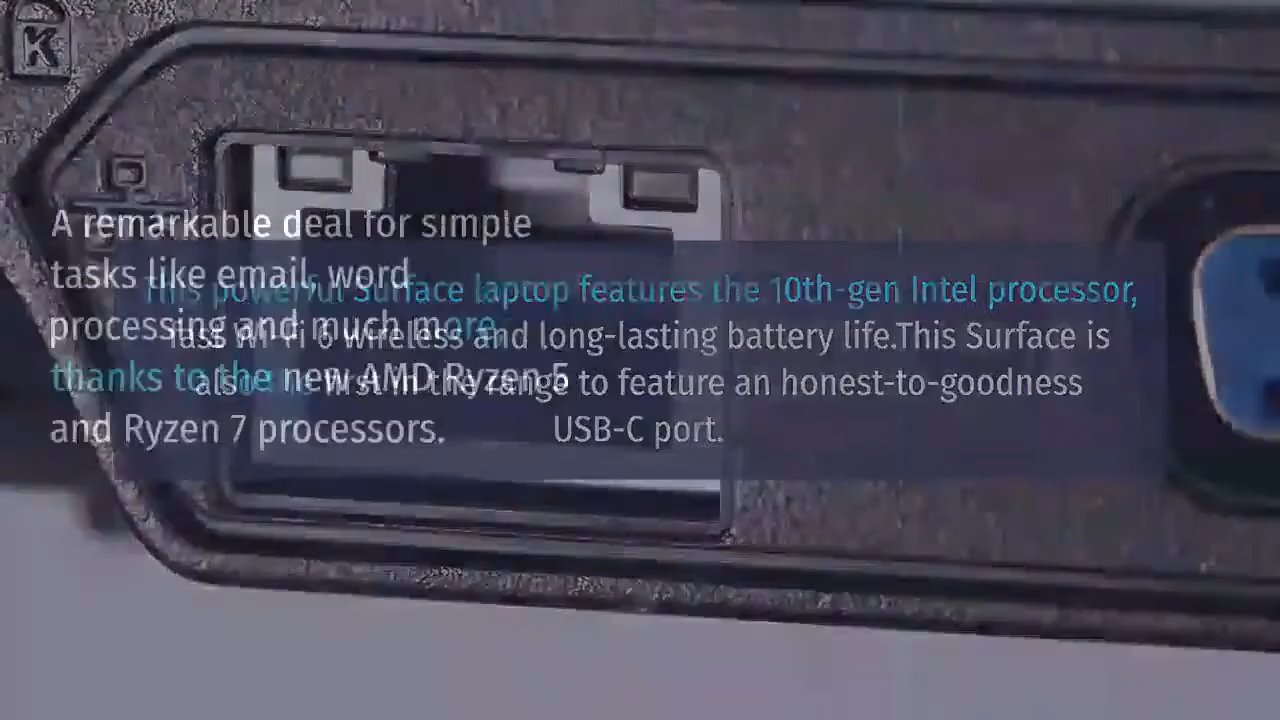 K
A remarkable deal for simple
tasks like email, word
processing and much more,
thanks to the new AMD Ryzen 5
and Ryzen 7 processors.
This powerful Surface laptop features the 10th-gen Intel processor,
fast Wi-Fi 6 wireless and long-lasting battery life.This Surface is
also the first in the range to feature an honest-to-goodness
USB-C port.